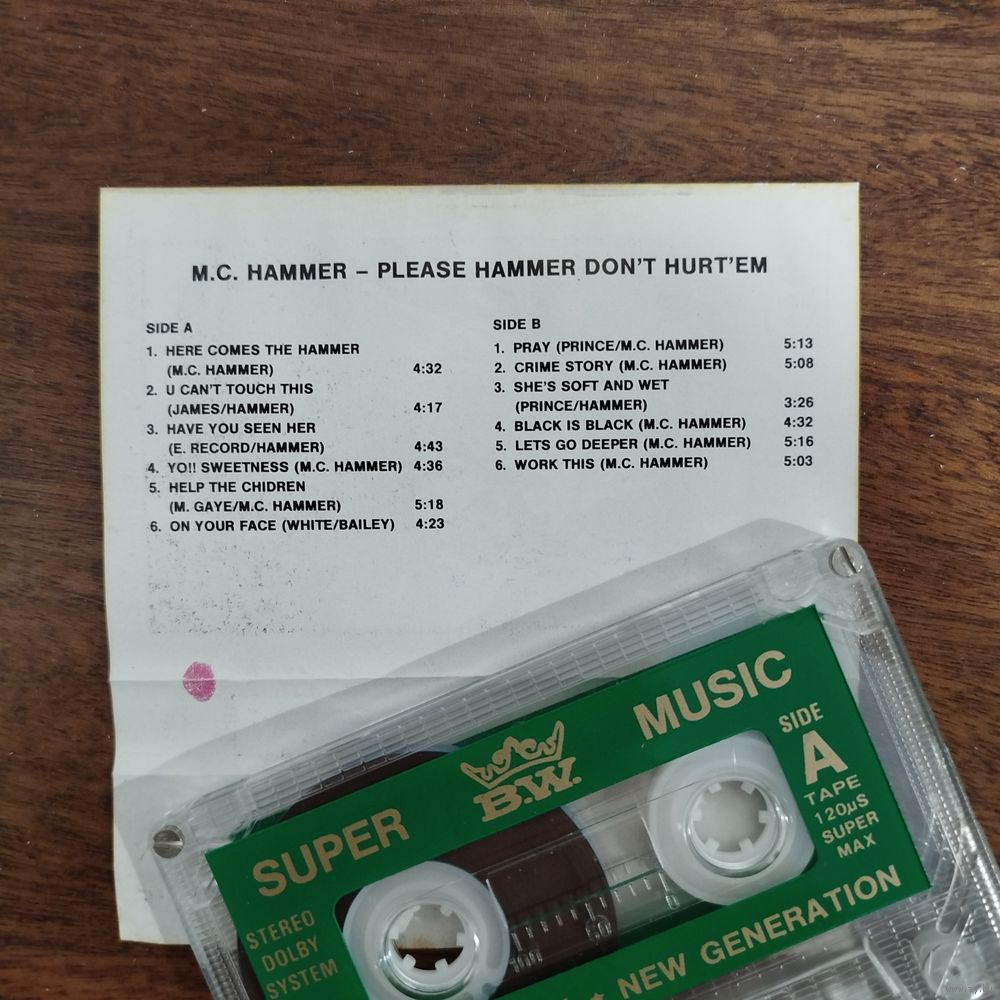 M.C. HAMMER – PLEASE HAMMER DON'T HURT'EM
SIDE A
1. HERE COMES THE HAMMER
(M.C. HAMMER) 4:32
2. U CAN'T TOUCH THIS
(JAMES/HAMMER) 4:17
3. HAVE YOU SEEN HER
(E. RECORD/HAMMER) 4:43
4. YO!! SWEETNESS (M.C. HAMMER) 4:36
5. HELP THE CHIDREN
(M. GAYE/M.C. HAMMER) 5:18
6. ON YOUR FACE (WHITE/BAILEY) 4:23
SIDE B
1. PRAY (PRINCE/M.C. HAMMER) 5:13
2. CRIME STORY (M.C. HAMMER) 5:08
3. SHE'S SOFT AND WET
(PRINCE/HAMMER) 3:26
4. BLACK IS BLACK (M.C. HAMMER) 4:32
5. LETS GO DEEPER (M.C. HAMMER) 5:16
6. WORK THIS (M.C. HAMMER) 5:03
SUPER B.W. MUSIC
SIDE
A
TAPE
120µS
SUPER
MAX
STEREO
DOLBY
SYSTEM
100 50 0
NEW GENERATION